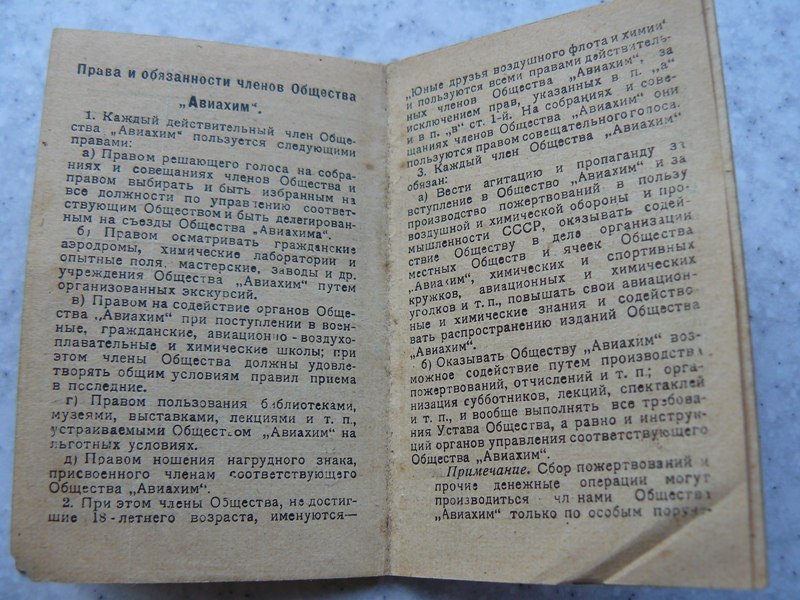 Права и обязанности членов Общества
„Авиахим".
1. Каждый действительный член Обще-
ства „Авиахим" пользуется следующими
правами:
а) Правом решающего голоса на собра-
ниях и совещаниях членов Общества и
правом выбирать и быть избранным на
все должности по управлению соответ-
ствующим Обществом и быть делегирован-
ным на съезды Общества „Авиахима".
б) Правом осматривать гражданские
аэродромы, химические лаборатории и
опытные поля, мастерские, заводы и др.
учреждения Общества „Авиахим" путем
организованных экскурсий.
в) Правом на содействие органов Обще-
ства „Авиахим" при поступлении в воен-
ные, гражданские, авиационно-воздухо-
плавательные и химические школы; при
этом члены Общества должны удовле-
творять общим условиям правил приема
в последние.
г) Правом пользования библиотеками,
музеями, выставками, лекциями и т. п.,
устраиваемыми Обществом „Авиахим" на
льготных условиях.
д) Правом ношения нагрудного знака,
присвоенного членам соответствующего
Общества „Авиахим".
2. При этом члены Общества, не достиг-
шие 18-летнего возраста, именуются—
„Юные друзья воздушного флота и химии"
и пользуются всеми правами действитель-
ных членов Общества „Авиахим", за
исключением прав, указанных в п. „а"
и в п. „в" ст. 1-й. На собраниях и сове-
щаниях членов Общества „Авиахим" они
пользуются правом совещательного голоса.
3. Каждый член Общества „Авиахим"
обязан:
а) Вести агитацию и пропаганду за
вступление в Общество „Авиахим" и за
производство пожертвований в пользу
воздушной и химической обороны и про-
мышленности СССР, оказывать содей-
ствие Обществу в деле организации
местных Обществ и ячеек Общества
„Авиахим", химических и спортивных
кружков, авиационных и химических
уголков и т. п., повышать свои авиацион-
ные и химические знания и содейство-
вать распространению изданий Общества
„Авиахим".
б) Оказывать Обществу „Авиахим" воз-
можное содействие путем производства
пожертвований, отчислений и т. п.; орга-
низация субботников, лекций, спектаклей
и т. п., и вообще выполнять все требова-
ния Устава Общества, а равно и инструк-
ций органов управления соответствующего
Общества „Авиахим".
Примечание. Сбор пожертвований и
прочие денежные операции могут
производиться членами Общества
„Авиахим" только по особым поруче-